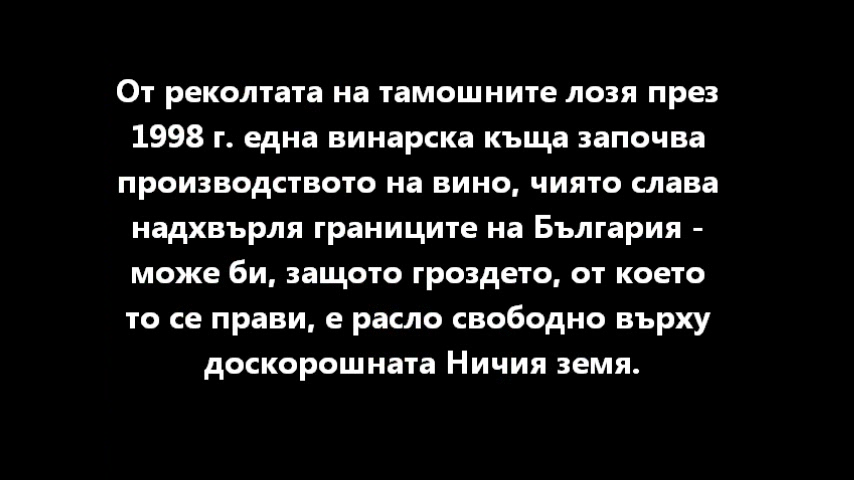 От реколтата на тамошните лозя през
1998 г. една винарска къща започва
производството на вино, чиято слава
надхвърля границите на България -
може би, защото гроздето, от което
то се прави, е расло свободно върху
доскорошната Ничия земя.